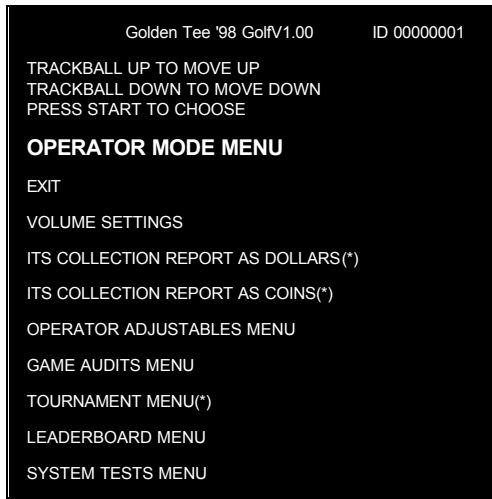 Golden Tee '98 GolfV1.00 ID 00000001
TRACKBALL UP TO MOVE UP
TRACKBALL DOWN TO MOVE DOWN
PRESS START TO CHOOSE
OPERATOR MODE MENU
EXIT
VOLUME SETTINGS
ITS COLLECTION REPORT AS DOLLARS(*)
ITS COLLECTION REPORT AS COINS(*)
OPERATOR ADJUSTABLES MENU
GAME AUDITS MENU
TOURNAMENT MENU(*)
LEADERBOARD MENU
SYSTEM TESTS MENU